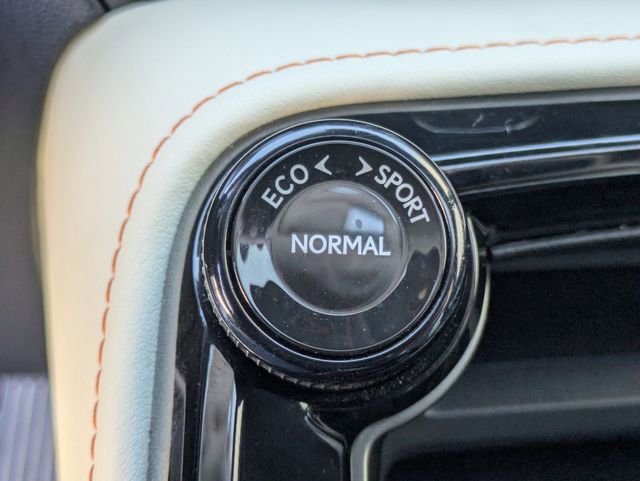 ECO < > SPORT
NORMAL